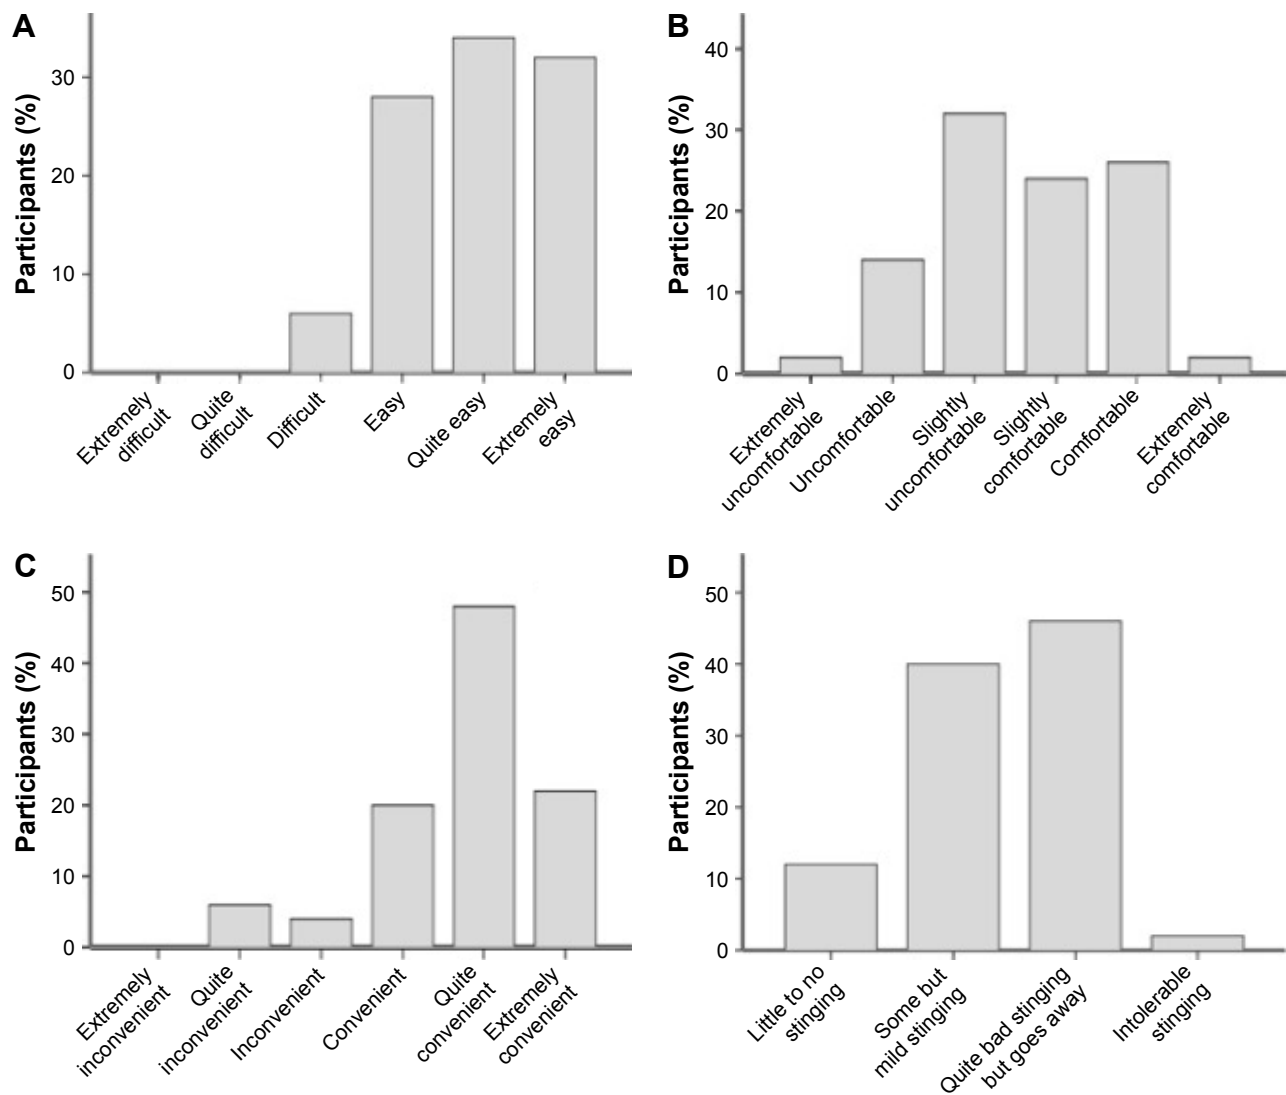 A
Participants (%)
30
20
10
0
Extremely
difficult
Quite
difficult
Difficult
Easy
Quite easy
Extremely
easy
B
Participants (%)
40
30
20
10
0
Extremely
uncomfortable
Uncomfortable
Slightly
uncomfortable
Slightly
comfortable
Comfortable
Extremely
comfortable
C
Participants (%)
50
40
30
20
10
0
Extremely
inconvenient
Quite
inconvenient
Inconvenient
Convenient
Quite
convenient
Extremely
convenient
D
Participants (%)
50
40
30
20
10
0
Little to no
stinging
Some but
mild stinging
Quite bad stinging
but goes away
Intolerable
stinging